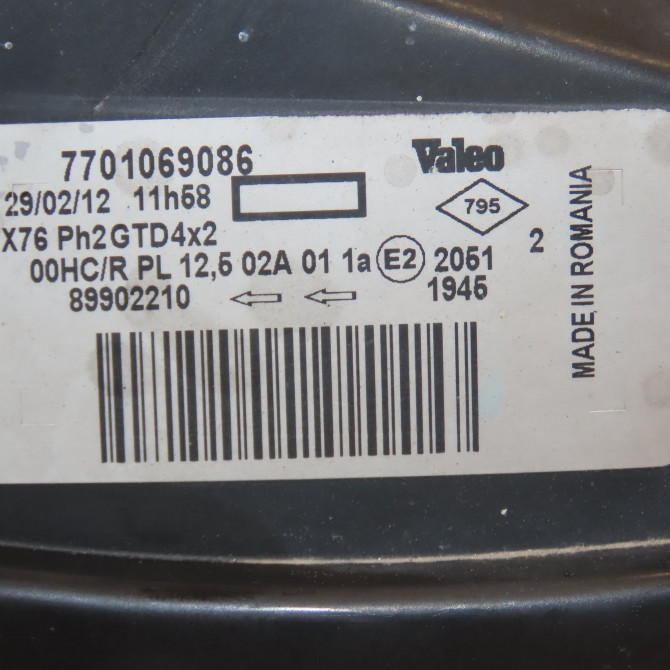 7701069086
Valeo
29/02/12 11h58
795
X76 Ph2GTD4x2
2
00HC/R PL 12,5 02A 01 1a E2 2051
89902210
1945
MADE IN ROMANIA